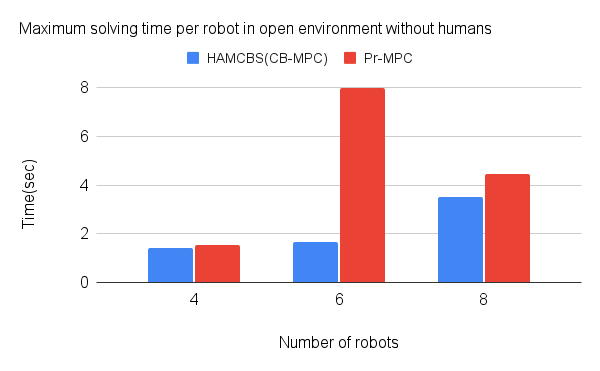 Maximum solving time per robot in open environment without humans
HAMCBS(CB-MPC) Pr-MPC
8
6
4
2
0
Time(sec)
4 6 8
Number of robots